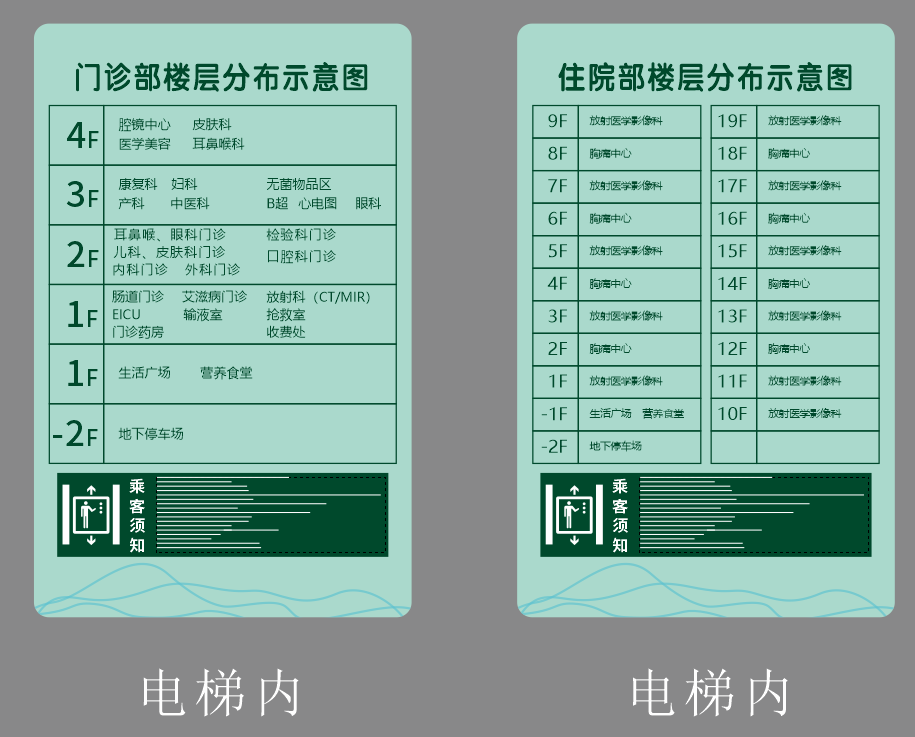 门诊部楼层分布示意图
4F
腔镜中心 皮肤科
医学美容 耳鼻喉科
3F
康复科 妇科 无菌物品区
产科 中医科 B超 心电图 眼科
2F
耳鼻喉、眼科门诊 检验科门诊
儿科、皮肤科门诊 口腔科门诊
内科门诊 外科门诊
1F
肠道门诊 艾滋病门诊 放射科（CT/MIR）
EICU 输液室 抢救室
门诊药房 收费处
1F
生活广场 营养食堂
-2F
地下停车场
乘客须知
电梯内
住院部楼层分布示意图
9F 放射医学影像科
8F 胸痛中心
7F 放射医学影像科
6F 胸痛中心
5F 放射医学影像科
4F 胸痛中心
3F 放射医学影像科
2F 胸痛中心
1F 放射医学影像科
-1F 生活广场 营养食堂
-2F 地下停车场
19F 放射医学影像科
18F 胸痛中心
17F 放射医学影像科
16F 胸痛中心
15F 放射医学影像科
14F 胸痛中心
13F 放射医学影像科
12F 胸痛中心
11F 放射医学影像科
10F 放射医学影像科
乘客须知
电梯内